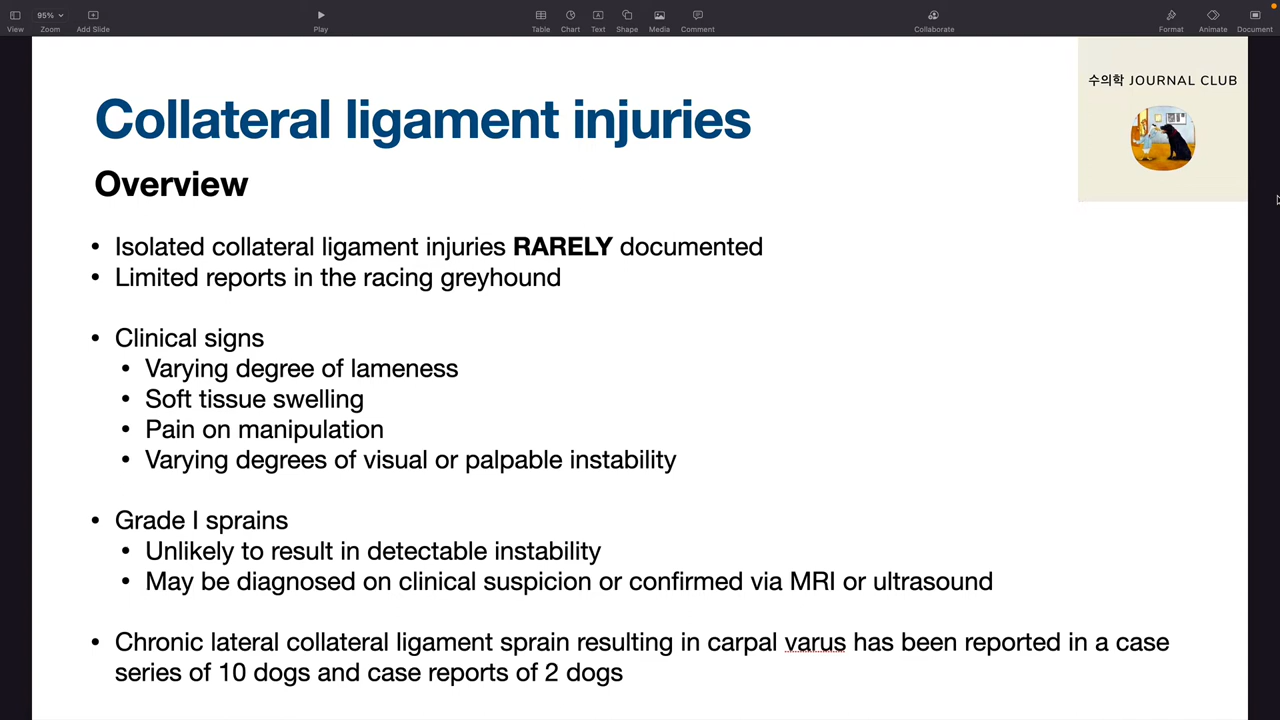 95%
View
Zoom
Add Slide
Play
Table
Chart
Text
Shape
Media
Comment
Collaborate
Format
Animate
Document
수의학 JOURNAL CLUB
Collateral ligament injuries
Overview
• Isolated collateral ligament injuries RARELY documented
• Limited reports in the racing greyhound
• Clinical signs
• Varying degree of lameness
• Soft tissue swelling
• Pain on manipulation
• Varying degrees of visual or palpable instability
• Grade I sprains
• Unlikely to result in detectable instability
• May be diagnosed on clinical suspicion or confirmed via MRI or ultrasound
• Chronic lateral collateral ligament sprain resulting in carpal varus has been reported in a case
series of 10 dogs and case reports of 2 dogs